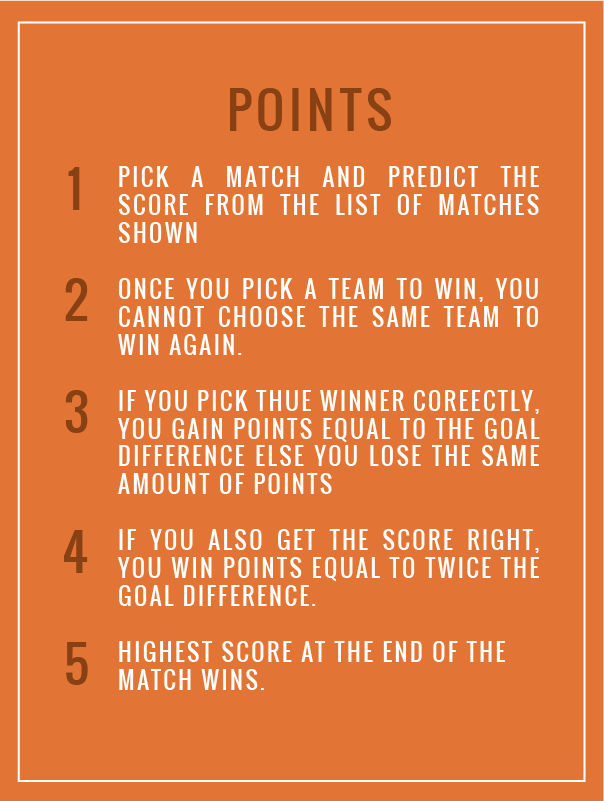 POINTS
1 PICK A MATCH AND PREDICT THE
SCORE FROM THE LIST OF MATCHES
SHOWN
2 ONCE YOU PICK A TEAM TO WIN, YOU
CANNOT CHOOSE THE SAME TEAM TO
WIN AGAIN.
3 IF YOU PICK THUE WINNER COREECTLY,
YOU GAIN POINTS EQUAL TO THE GOAL
DIFFERENCE ELSE YOU LOSE THE SAME
AMOUNT OF POINTS
4 IF YOU ALSO GET THE SCORE RIGHT,
YOU WIN POINTS EQUAL TO TWICE THE
GOAL DIFFERENCE.
5 HIGHEST SCORE AT THE END OF THE
MATCH WINS.